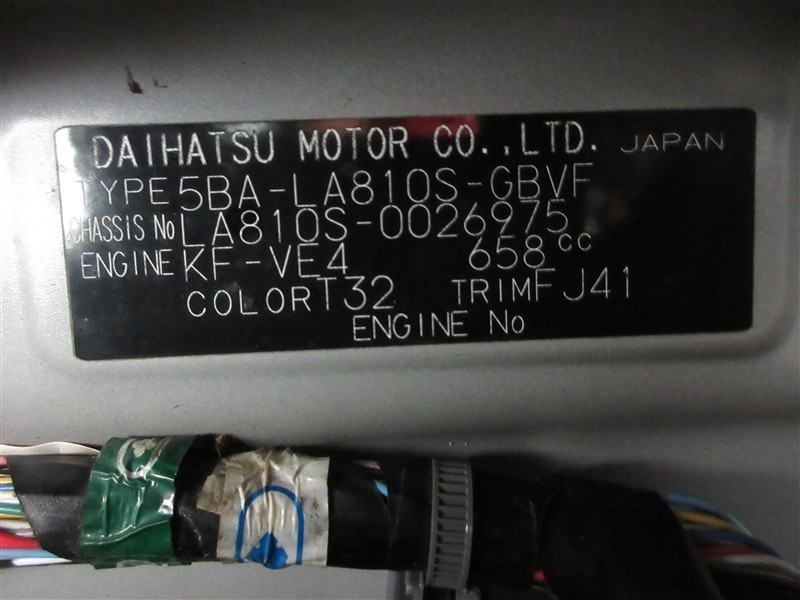 DAIHATSU MOTOR CO.,LTD. JAPAN
TYPE 5BA-LA810S-GBVF
CHASSIS No LA810S-0026975
ENGINE KF-VE4 658cc
COLOR T32 TRIM FJ41
ENGINE No